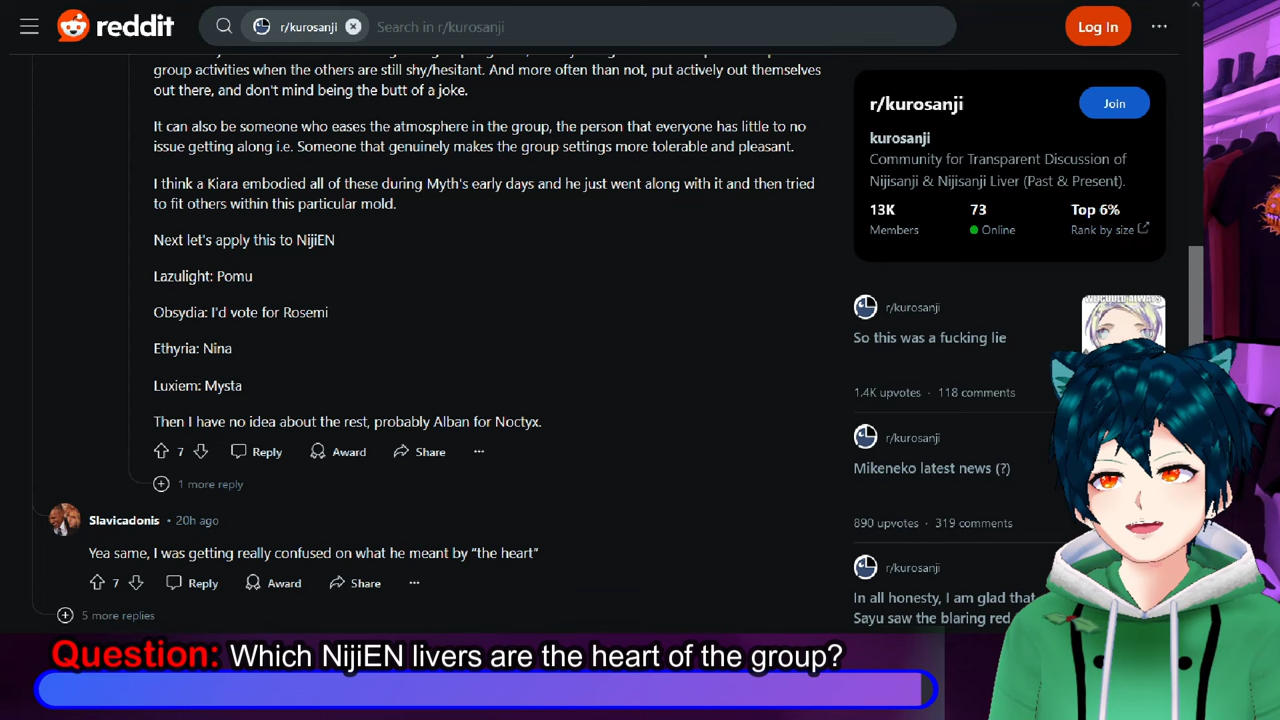 reddit
r/kurosanji
Search in r/kurosanji
Log In
group activities when the others are still shy/hesitant. And more often than not, put actively out themselves
out there, and don't mind being the butt of a joke.
It can also be someone who eases the atmosphere in the group, the person that everyone has little to no
issue getting along i.e. Someone that genuinely makes the group settings more tolerable and pleasant.
I think a Kiara embodied all of these during Myth's early days and he just went along with it and then tried
to fit others within this particular mold.
Next let's apply this to NijiEN
Lazulight: Pomu
Obsydia: I'd vote for Rosemi
Ethyria: Nina
Luxiem: Mysta
Then I have no idea about the rest, probably Alban for Noctyx.
7
Reply
Award
Share
1 more reply
Slavicadonis • 20h ago
Yea same, I was getting really confused on what he meant by “the heart”
7
Reply
Award
Share
5 more replies
r/kurosanji
Join
kurosanji
Community for Transparent Discussion of
Nijisanji & Nijisanji Liver (Past & Present).
13K
73
Top 6%
Members
Online
Rank by size
r/kurosanji
So this was a fucking lie
WE COULD ALWAYS
1.4K upvotes · 118 comments
r/kurosanji
Mikeneko latest news (?)
890 upvotes · 319 comments
r/kurosanji
In all honesty, I am glad that
Sayu saw the blaring red
Question: Which NijiEN livers are the heart of the group?